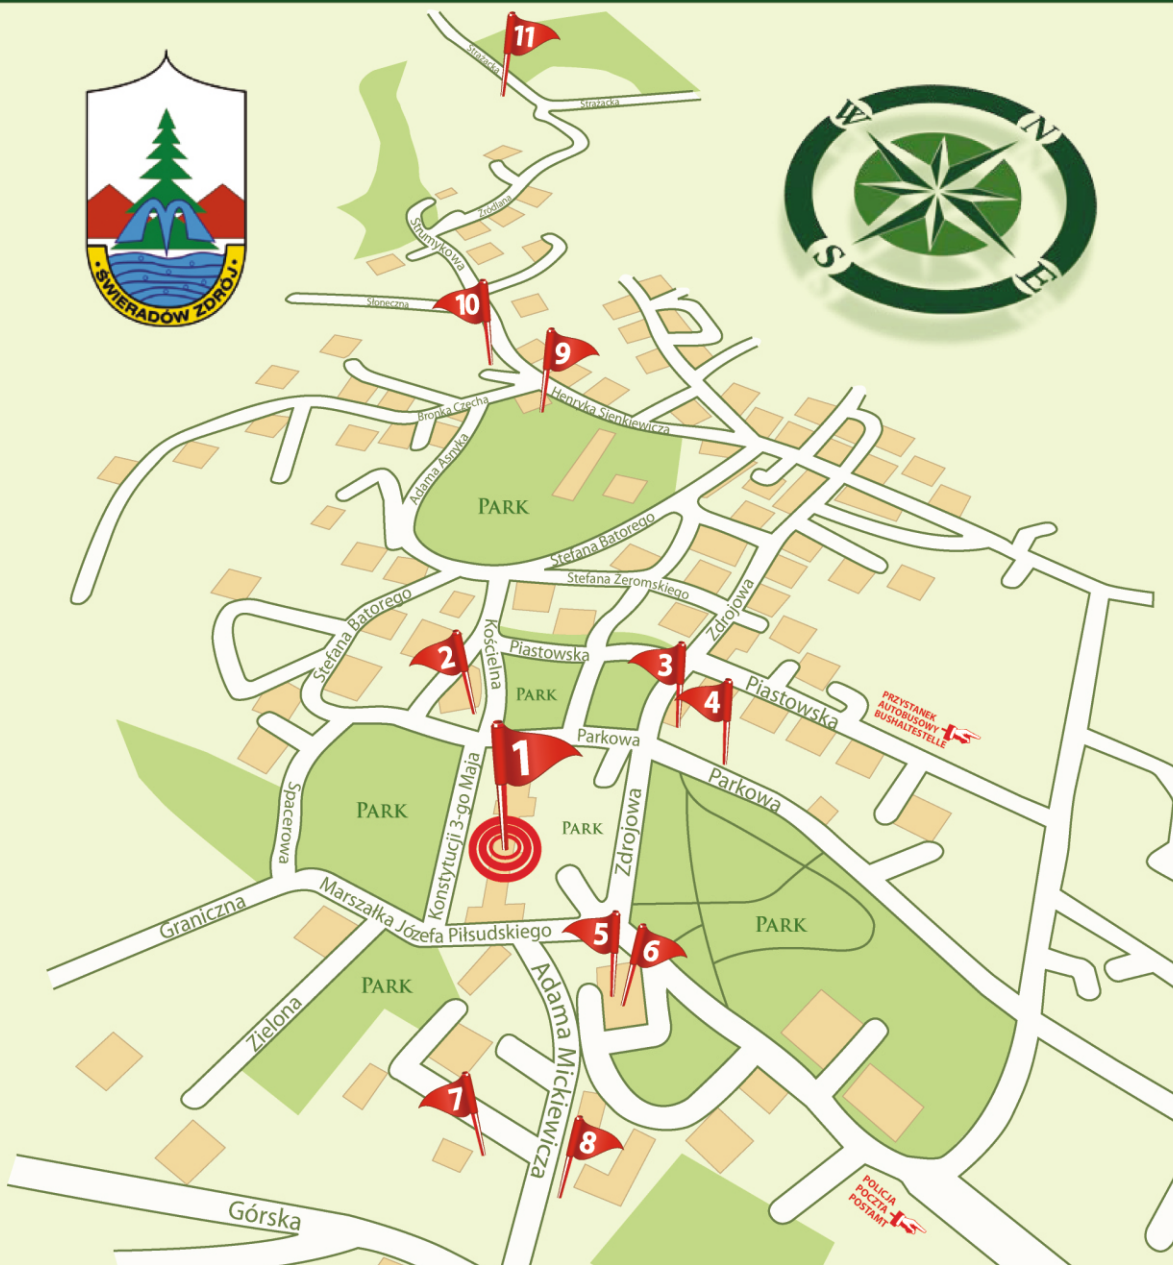 11
Strażacka
Strażacka
W
N
S
E
ŚWIERADÓW ZDRÓJ
Źródlana
Strumykowa
Słoneczna
10
9
Henryka Sienkiewicza
Bronka Czecha
Adama Asnyka
PARK
Stefana Batorego
Stefana Żeromskiego
Zdrojowa
Stefana Batorego
Kościelna
Piastowska
2
3
4
PARK
Piastowska
PRZYSTANEK
AUTOBUSOWY
BUSHALTESTELLE
1
Parkowa
Parkowa
Spacerowa
PARK
Konstytucji 3-go Maja
PARK
Zdrojowa
Graniczna
Marszałka Józefa Piłsudskiego
5
6
PARK
PARK
Zielona
Adama Mickiewicza
7
8
POLICJA
POCZTA
POSTAMT
Górska